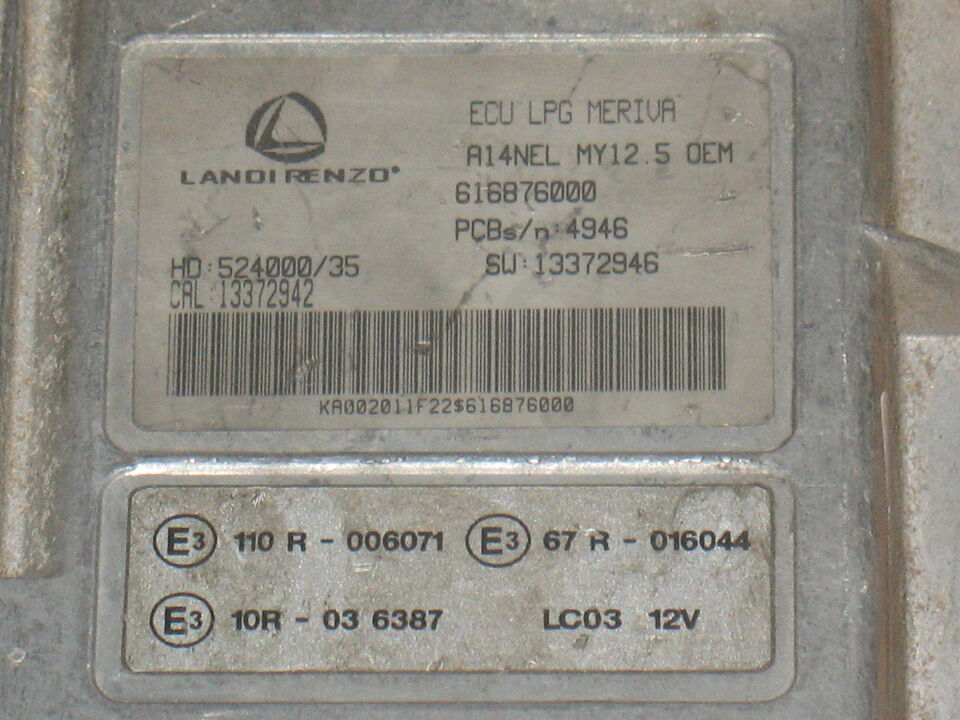 LANDI RENZO®
ECU LPG MERIVA
A14NEL MY12.5 OEM
616876000
PCBs/n:4946
HD:524000/35 SW:13372946
CAL:13372942
KA002011F22$616876000
E3 110 R - 006071 E3 67 R - 016044
E3 10R - 03 6387 LC03 12V